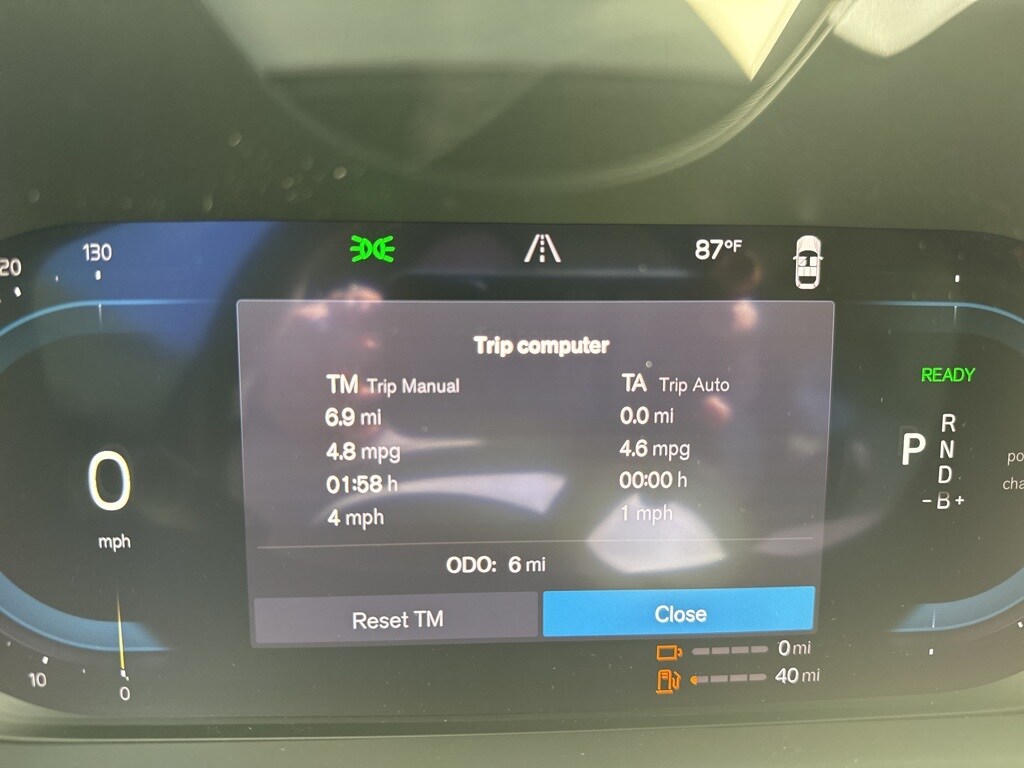 20 130 87°F
Trip computer
TM Trip Manual TA Trip Auto
6.9 mi 0.0 mi
4.8 mpg 4.6 mpg
01:58 h 00:00 h
4 mph 1 mph
ODO: 6 mi
Reset TM Close
0
mph
10
0
READY
R
P N
D
- B +
po
cha
0 mi
40 mi